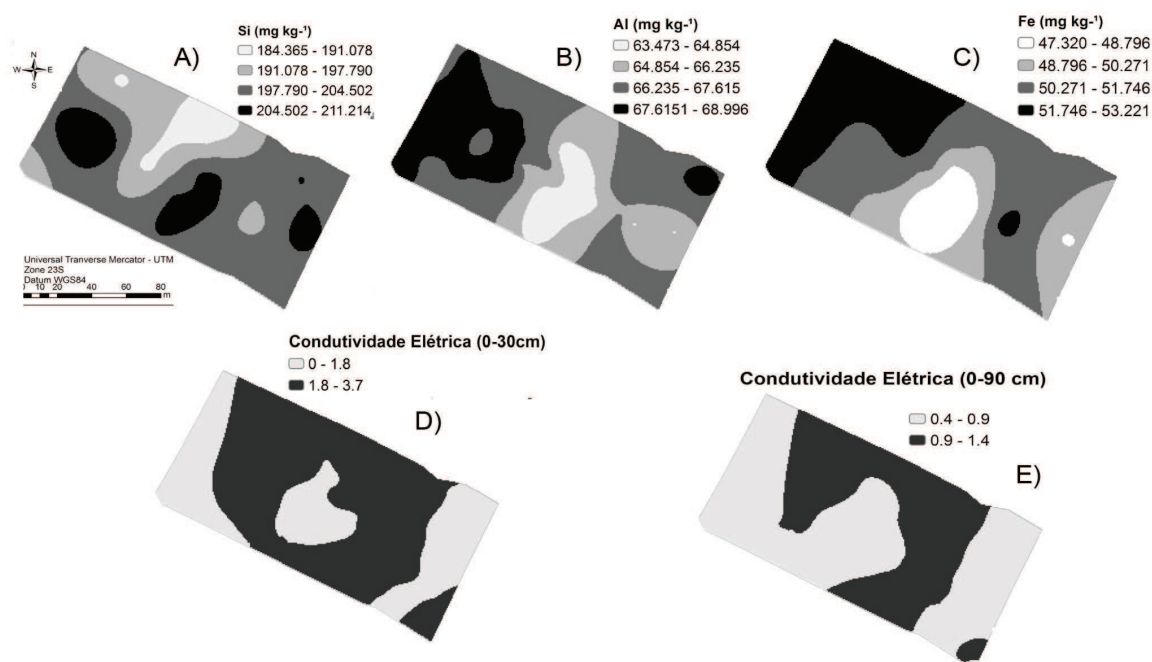 N
W E
S
A)
Si (mg kg-¹)
184.365 - 191.078
191.078 - 197.790
197.790 - 204.502
204.502 - 211.214
B)
Al (mg kg-¹)
63.473 - 64.854
64.854 - 66.235
66.235 - 67.615
67.6151 - 68.996
C)
Fe (mg kg-¹)
47.320 - 48.796
48.796 - 50.271
50.271 - 51.746
51.746 - 53.221
Universal Tranverse Mercator - UTM
Zone 23S
Datum WGS84
10 20 40 60 80
m
Condutividade Elétrica (0-30cm)
0 - 1.8
1.8 - 3.7
D)
Condutividade Elétrica (0-90 cm)
0.4 - 0.9
0.9 - 1.4
E)